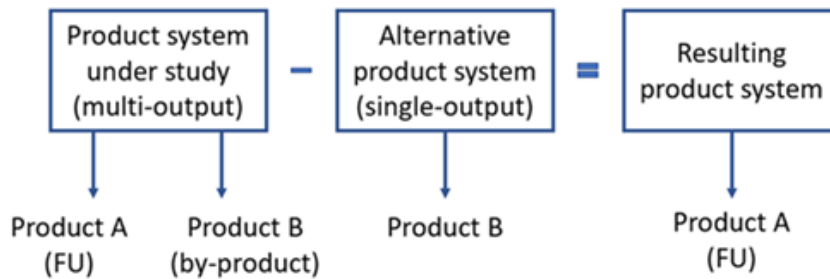 Product system
under study
(multi-output)
–
Alternative
product system
(single-output)
=
Resulting
product system
Product A
(FU)
Product B
(by-product)
Product B
Product A
(FU)